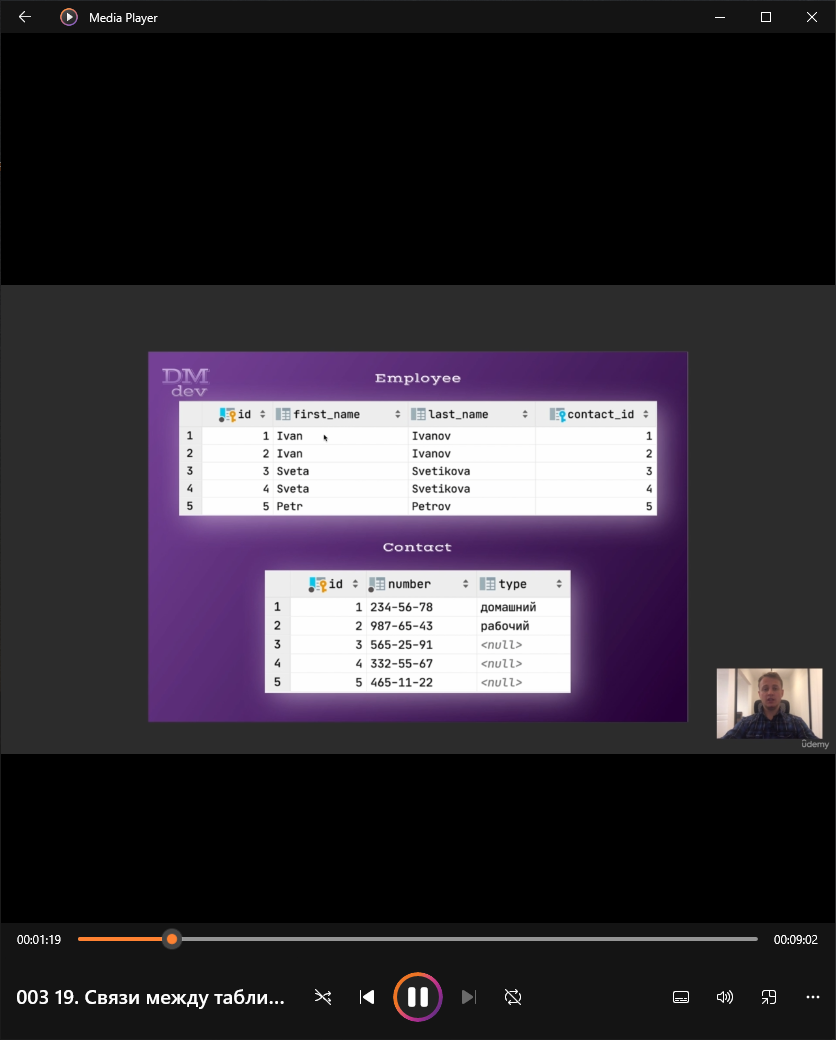 Media Player
DM
dev
Employee
id first_name last_name contact_id
1 1 Ivan Ivanov 1
2 2 Ivan Ivanov 2
3 3 Sveta Svetikova 3
4 4 Sveta Svetikova 4
5 5 Petr Petrov 5
Contact
id number type
1 1 234-56-78 домашний
2 2 987-65-43 рабочий
3 3 565-25-91 <null>
4 4 332-55-67 <null>
5 5 465-11-22 <null>
ûdemy
00:01:19 00:09:02
003 19. Связи между табли...